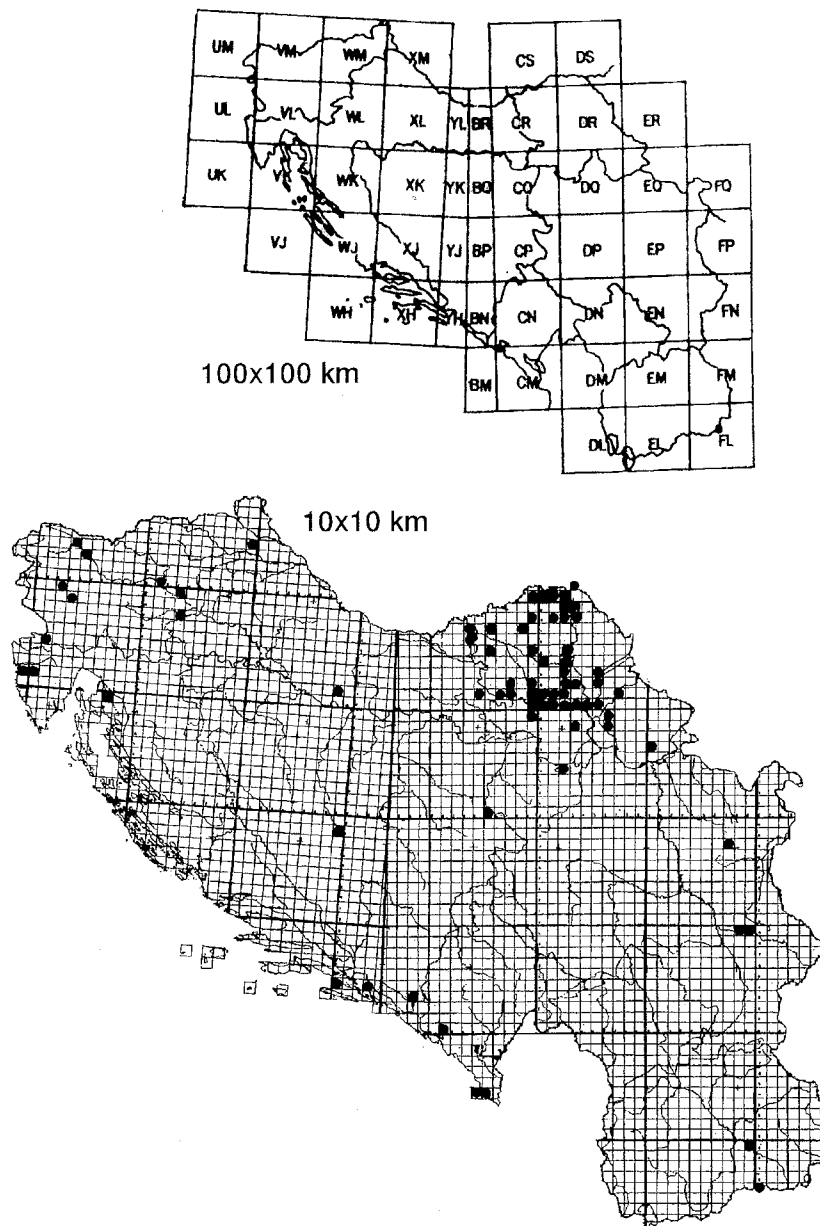 UM VM WM XM CS DS
UL VL WL XL YL BR CR DR ER
UK VK WK XK YK BQ CQ DQ EQ FQ
VJ WJ XJ YJ BP CP DP EP FP
WH XH YH BN CN DN EN FN
100x100 km
BM CM DM EM FM
DL EL FL
10x10 km